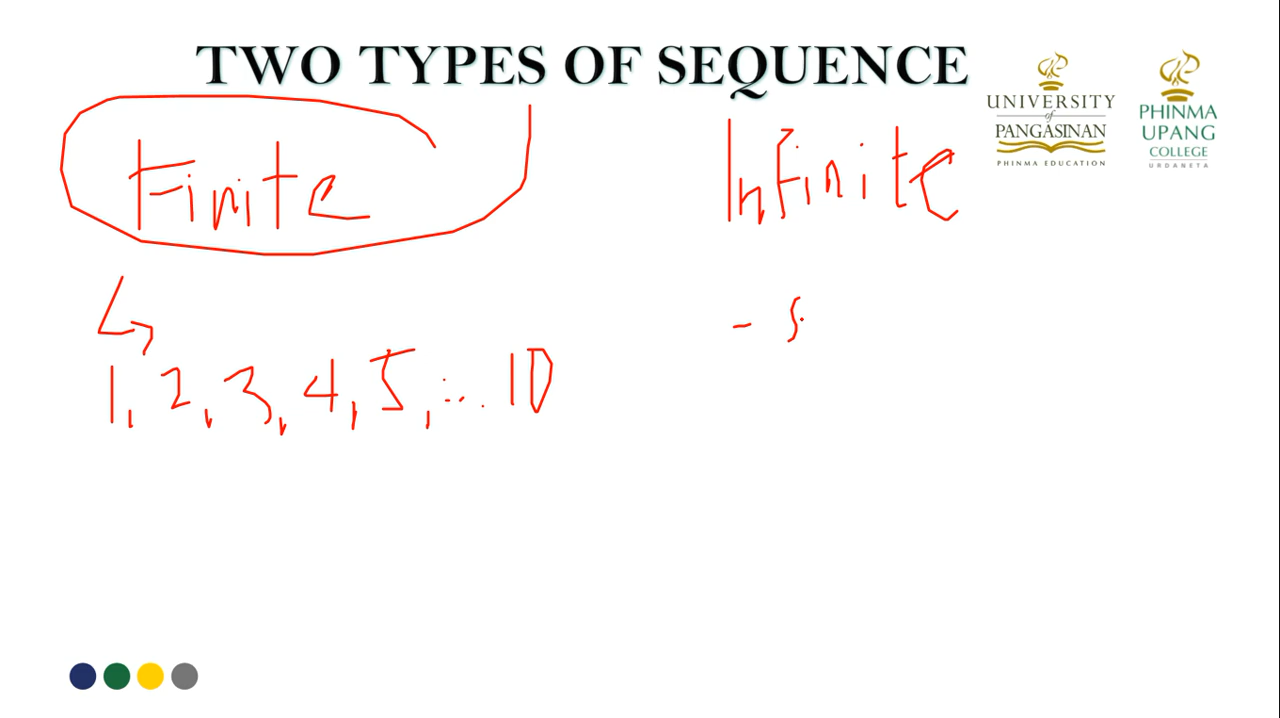 TWO TYPES OF SEQUENCE
UNIVERSITY
of
PANGASINAN
PHINMA EDUCATION
PHINMA
UPANG
COLLEGE
URDANETA
Finite
Infinite
1, 2, 3, 4, 5, ... 10
- s